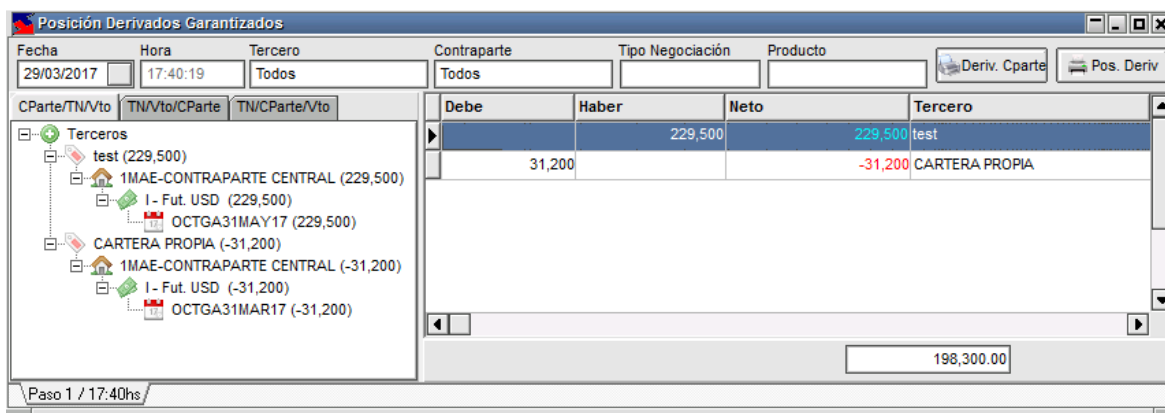 Posición Derivados Garantizados
Fecha Hora Tercero Contraparte Tipo Negociación Producto
29/03/2017 17:40:19 Todos Todos Deriv. Cparte Pos. Deriv
CParte/TN/Vto TN/Vto/CParte TN/CParte/Vto
Debe Haber Neto Tercero
Terceros
229,500 229,500 test
test (229,500)
31,200 -31,200 CARTERA PROPIA
1MAE-CONTRAPARTE CENTRAL (229,500)
I - Fut. USD (229,500)
OCTGA31MAY17 (229,500)
CARTERA PROPIA (-31,200)
1MAE-CONTRAPARTE CENTRAL (-31,200)
I - Fut. USD (-31,200)
OCTGA31MAR17 (-31,200)
198,300.00
Paso 1 / 17:40hs